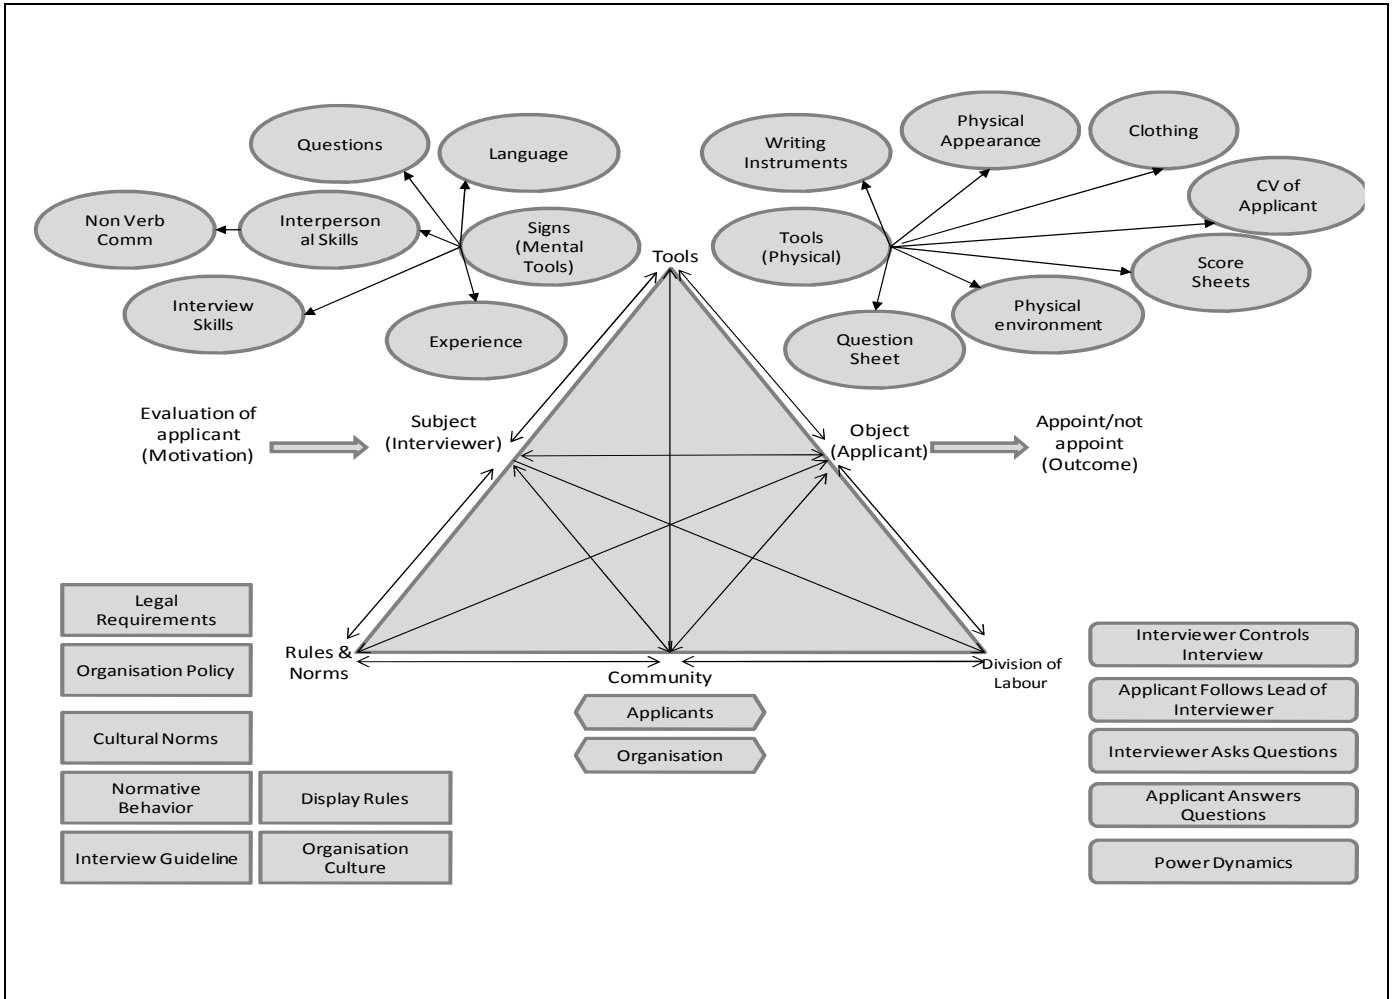 Questions
Language
Non Verb
Comm
Interperson
al Skills
Signs
(Mental
Tools)
Interview
Skills
Experience
Writing
Instruments
Physical
Appearance
Clothing
CV of
Applicant
Tools
(Physical)
Score
Sheets
Physical
environment
Question
Sheet
Tools
Evaluation of
applicant
(Motivation)
Subject
(Interviewer)
Object
(Applicant)
Appoint/not
appoint
(Outcome)
Rules &
Norms
Community
Division of
Labour
Applicants
Organisation
Legal
Requirements
Organisation Policy
Cultural Norms
Normative
Behavior
Display Rules
Interview Guideline
Organisation
Culture
Interviewer Controls
Interview
Applicant Follows Lead of
Interviewer
Interviewer Asks Questions
Applicant Answers
Questions
Power Dynamics